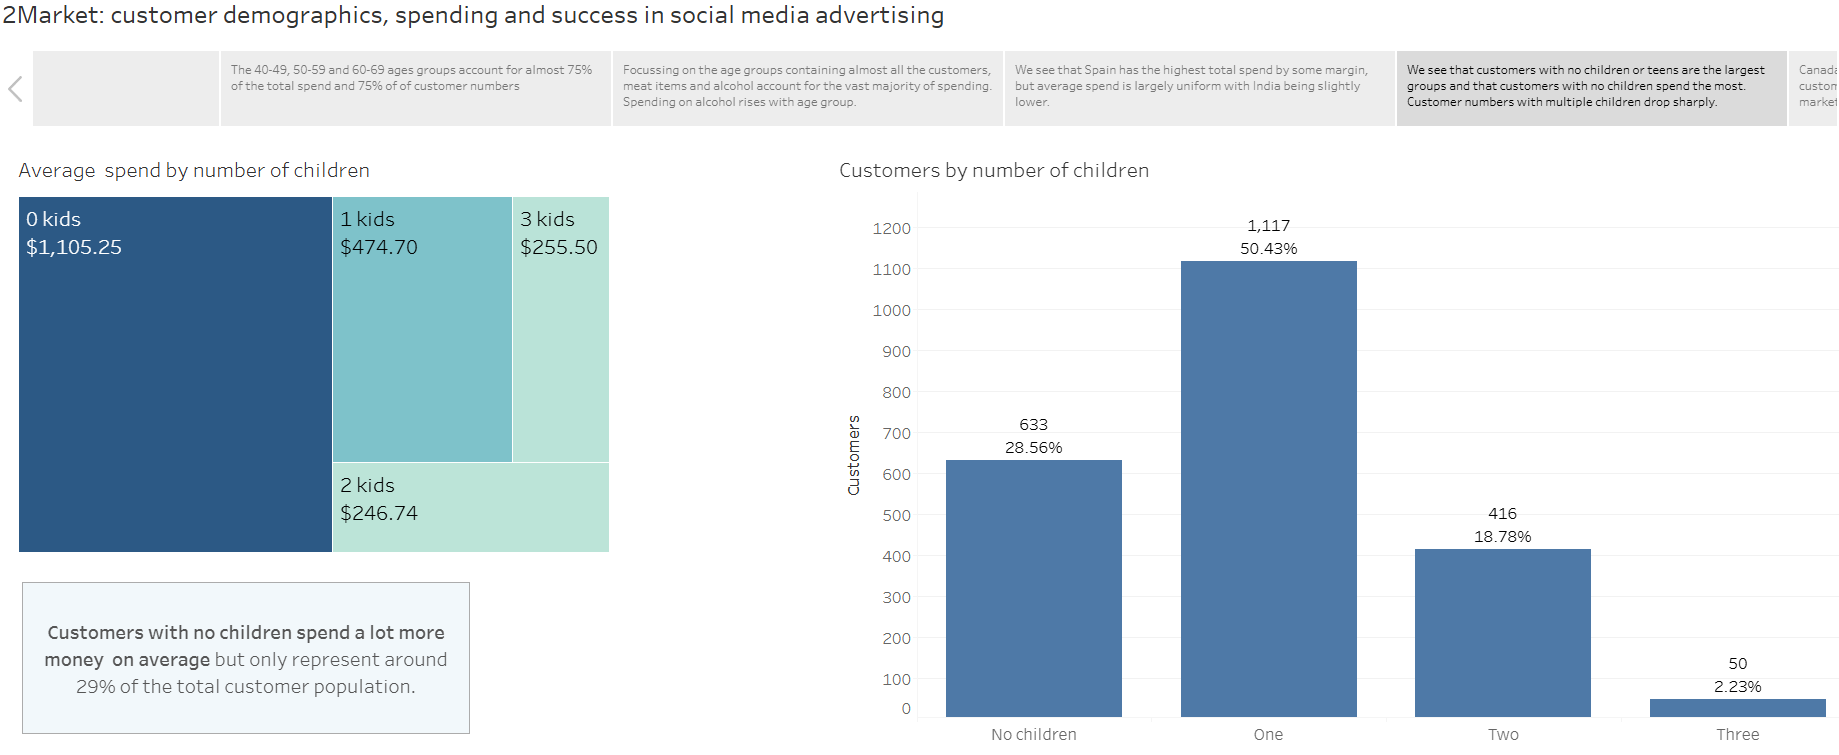 2Market: customer demographics, spending and success in social media advertising
The 40-49, 50-59 and 60-69 ages groups account for almost 75%
of the total spend and 75% of of customer numbers
Focussing on the age groups containing almost all the customers,
meat items and alcohol account for the vast majority of spending.
Spending on alcohol rises with age group.
We see that Spain has the highest total spend by some margin,
but average spend is largely uniform with India being slightly
lower.
We see that customers with no children or teens are the largest
groups and that customers with no children spend the most.
Customer numbers with multiple children drop sharply.
Average spend by number of children
0 kids
$1,105.25
1 kids
$474.70
3 kids
$255.50
2 kids
$246.74
Customers with no children spend a lot more
money on average but only represent around
29% of the total customer population.
Customers by number of children
Customers
1200
1100
1000
900
800
700
600
500
400
300
200
100
0
633
28.56%
1,117
50.43%
416
18.78%
50
2.23%
No children
One
Two
Three